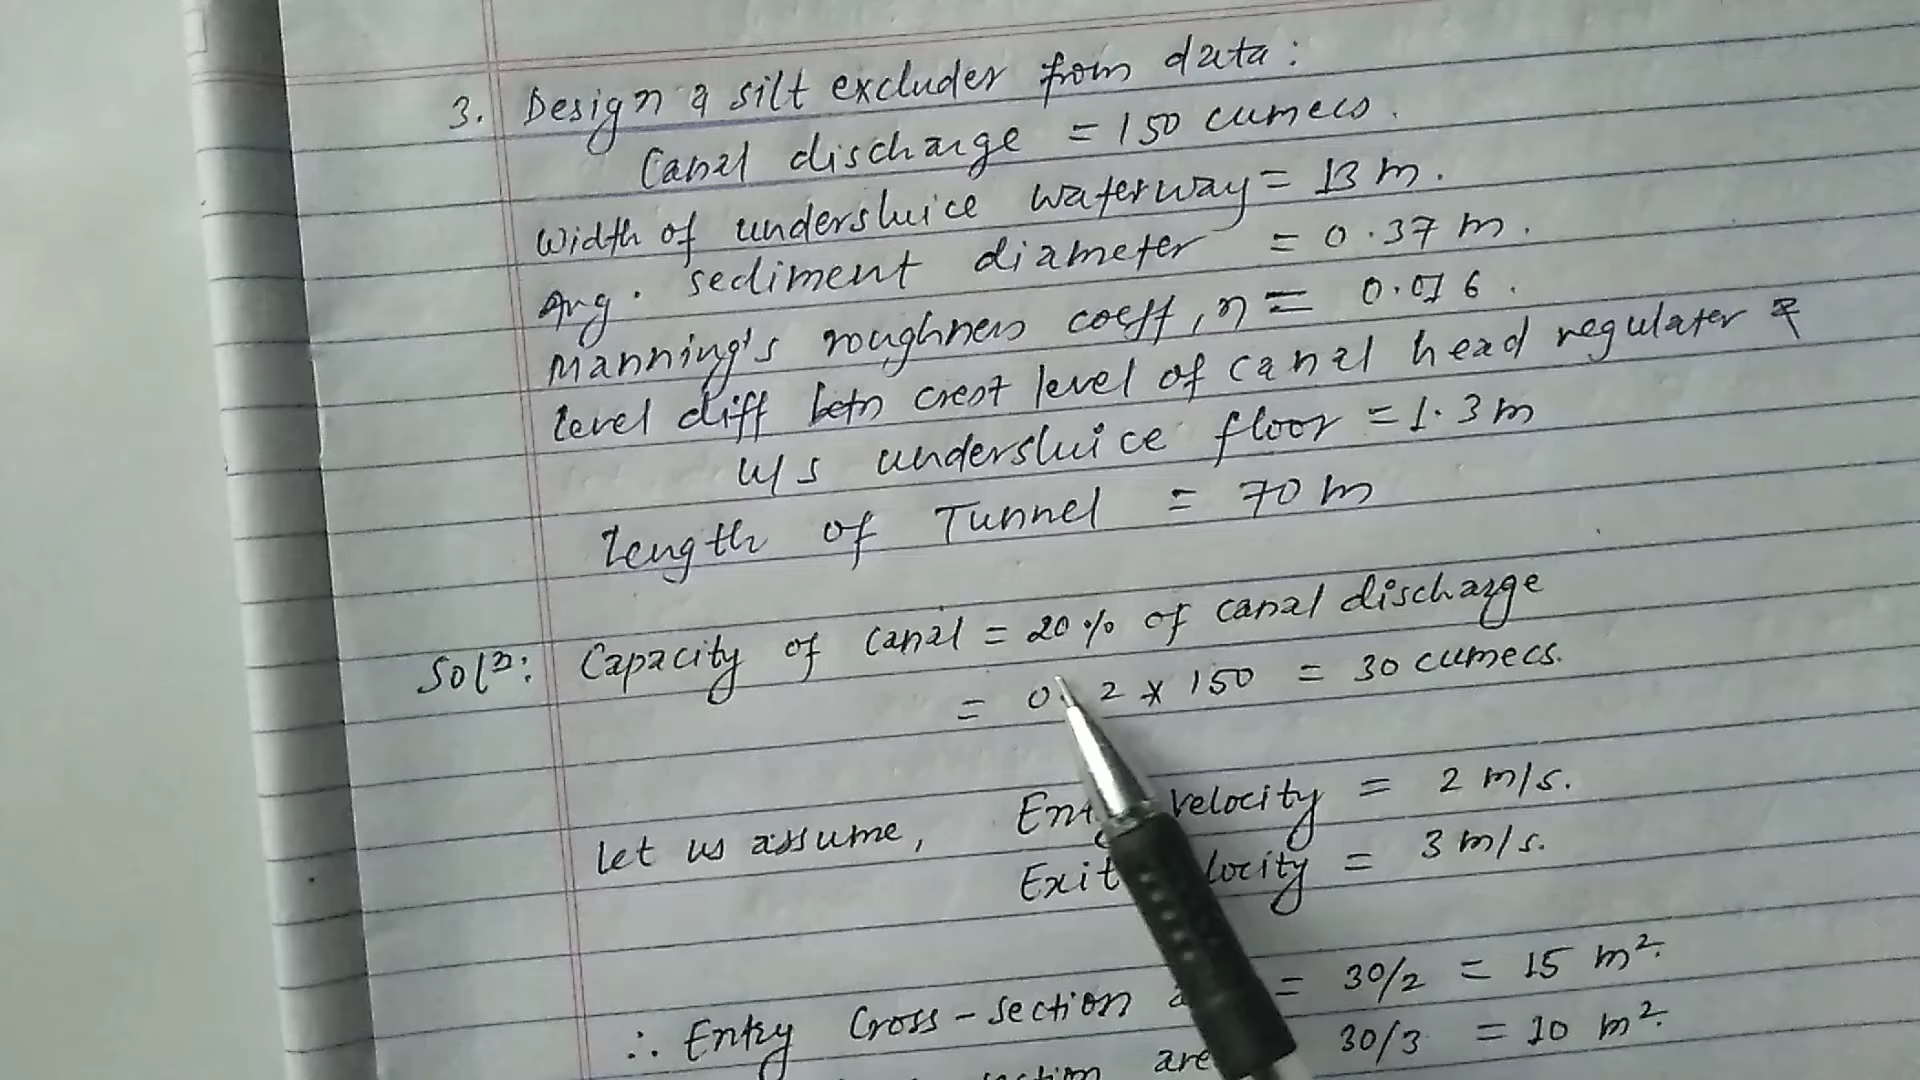 3. Design a silt excluder from data:
Canal discharge = 150 cumecs.
Width of undersluice waterway = 13 m.
Avg. sediment diameter = 0.37 m.
Manning's roughness coeff, n = 0.016.
Level diff betn crest level of canal head regulater &
u/s undersluice floor = 1.3 m
Length of Tunnel = 70 m
Soln: Capacity of Canal = 20% of canal discharge
= 0.2 * 150 = 30 cumecs.
Let us assume, velocity = 2 m/s.
Exit = 3 m/s.
∴ Entry Cross-section = 30/2 = 15 m².
30/3 = 10 m².